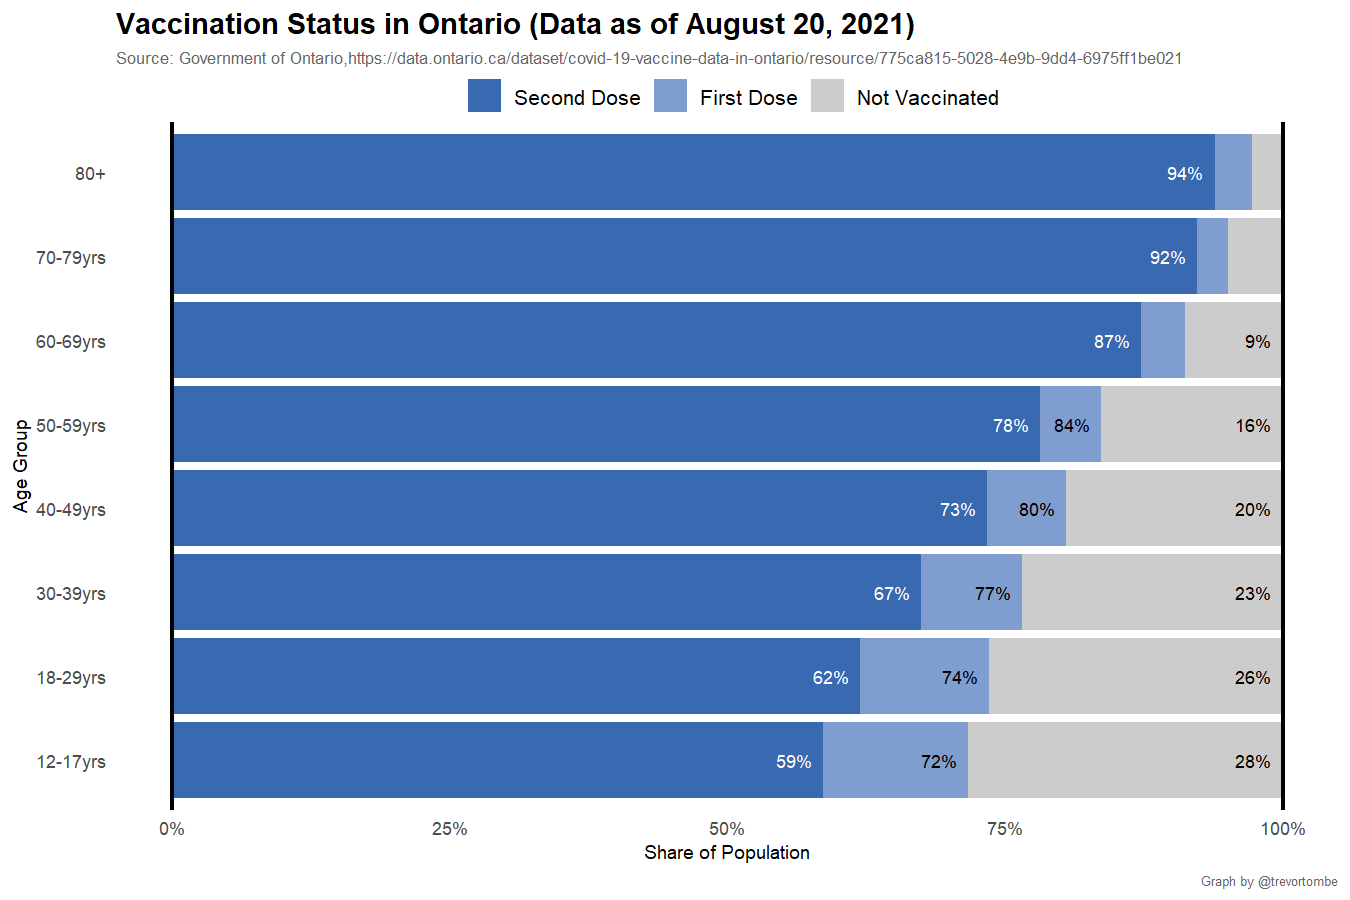 Vaccination Status in Ontario (Data as of August 20, 2021)
Source: Government of Ontario,https://data.ontario.ca/dataset/covid-19-vaccine-data-in-ontario/resource/775ca815-5028-4e9b-9dd4-6975ff1be021
Second Dose First Dose Not Vaccinated
80+ 94%
70-79yrs 92%
60-69yrs 87% 9%
50-59yrs 78% 84% 16%
Age Group
40-49yrs 73% 80% 20%
30-39yrs 67% 77% 23%
18-29yrs 62% 74% 26%
12-17yrs 59% 72% 28%
0% 25% 50% 75% 100%
Share of Population
Graph by @trevortombe